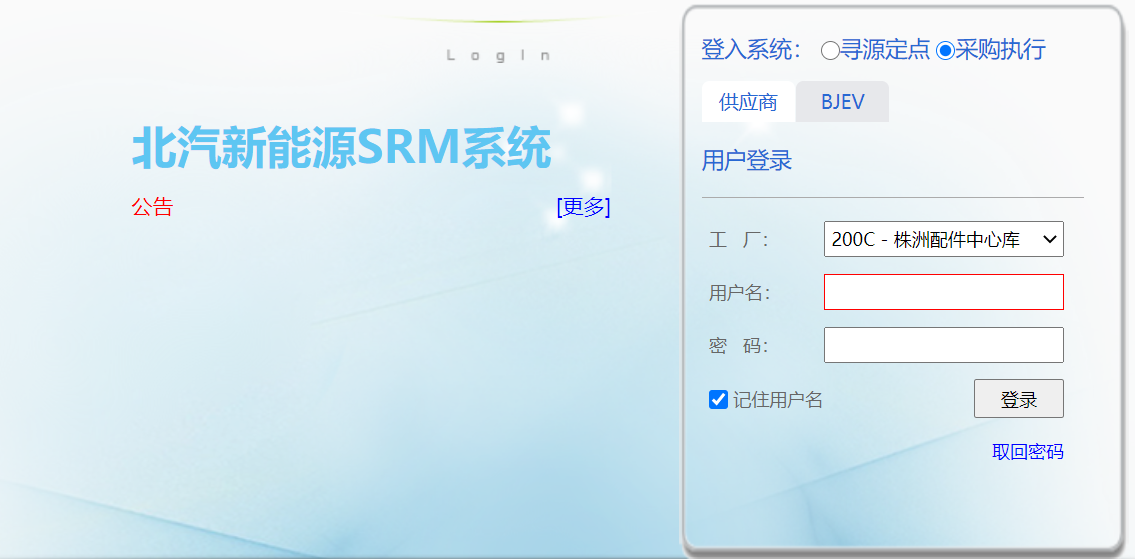 LogIn
北汽新能源SRM系统
公告
[更多]
登入系统： 寻源定点 采购执行
供应商 BJEV
用户登录
工 厂： 200C - 株洲配件中心库
用户名：
密 码：
记住用户名 登录
取回密码